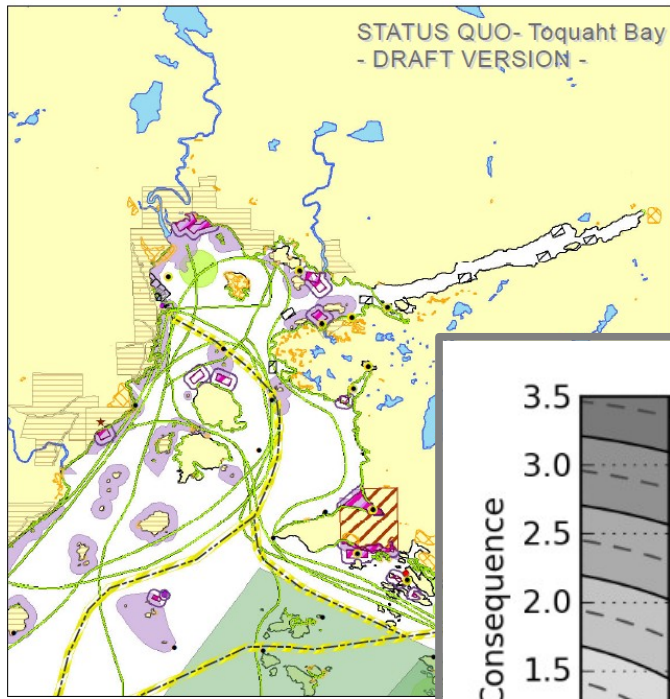 STATUS QUO- Toquaht Bay
- DRAFT VERSION -
3.5
3.0
2.5
2.0
1.5
Consequence